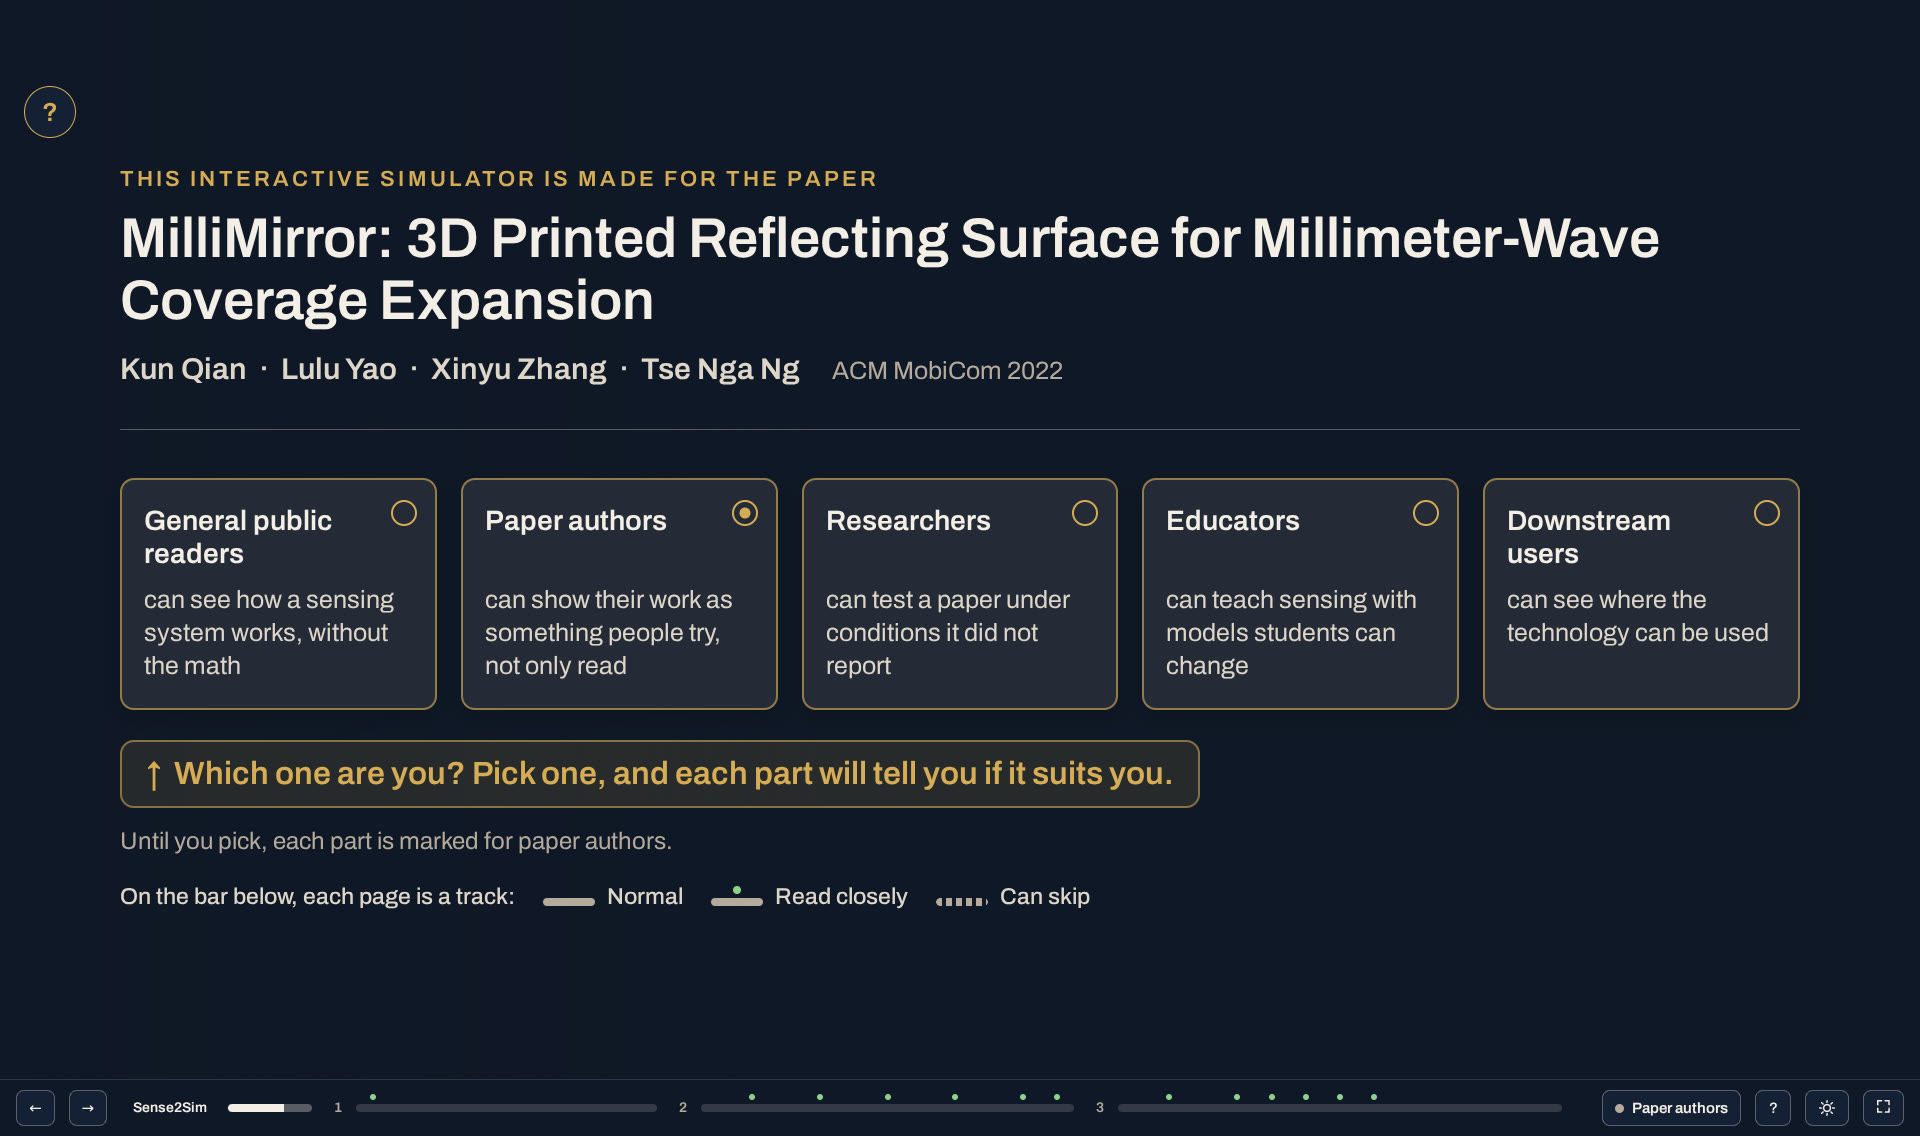 ?
THIS INTERACTIVE SIMULATOR IS MADE FOR THE PAPER
MilliMirror: 3D Printed Reflecting Surface for Millimeter-Wave
Coverage Expansion
Kun Qian · Lulu Yao · Xinyu Zhang · Tse Nga Ng ACM MobiCom 2022
General public
readers
can see how a sensing
system works, without
the math
Paper authors
can show their work as
something people try,
not only read
Researchers
can test a paper under
conditions it did not
report
Educators
can teach sensing with
models students can
change
Downstream
users
can see where the
technology can be used
↑ Which one are you? Pick one, and each part will tell you if it suits you.
Until you pick, each part is marked for paper authors.
On the bar below, each page is a track: Normal Read closely Can skip
← → Sense2Sim 1 2 3 Paper authors ?